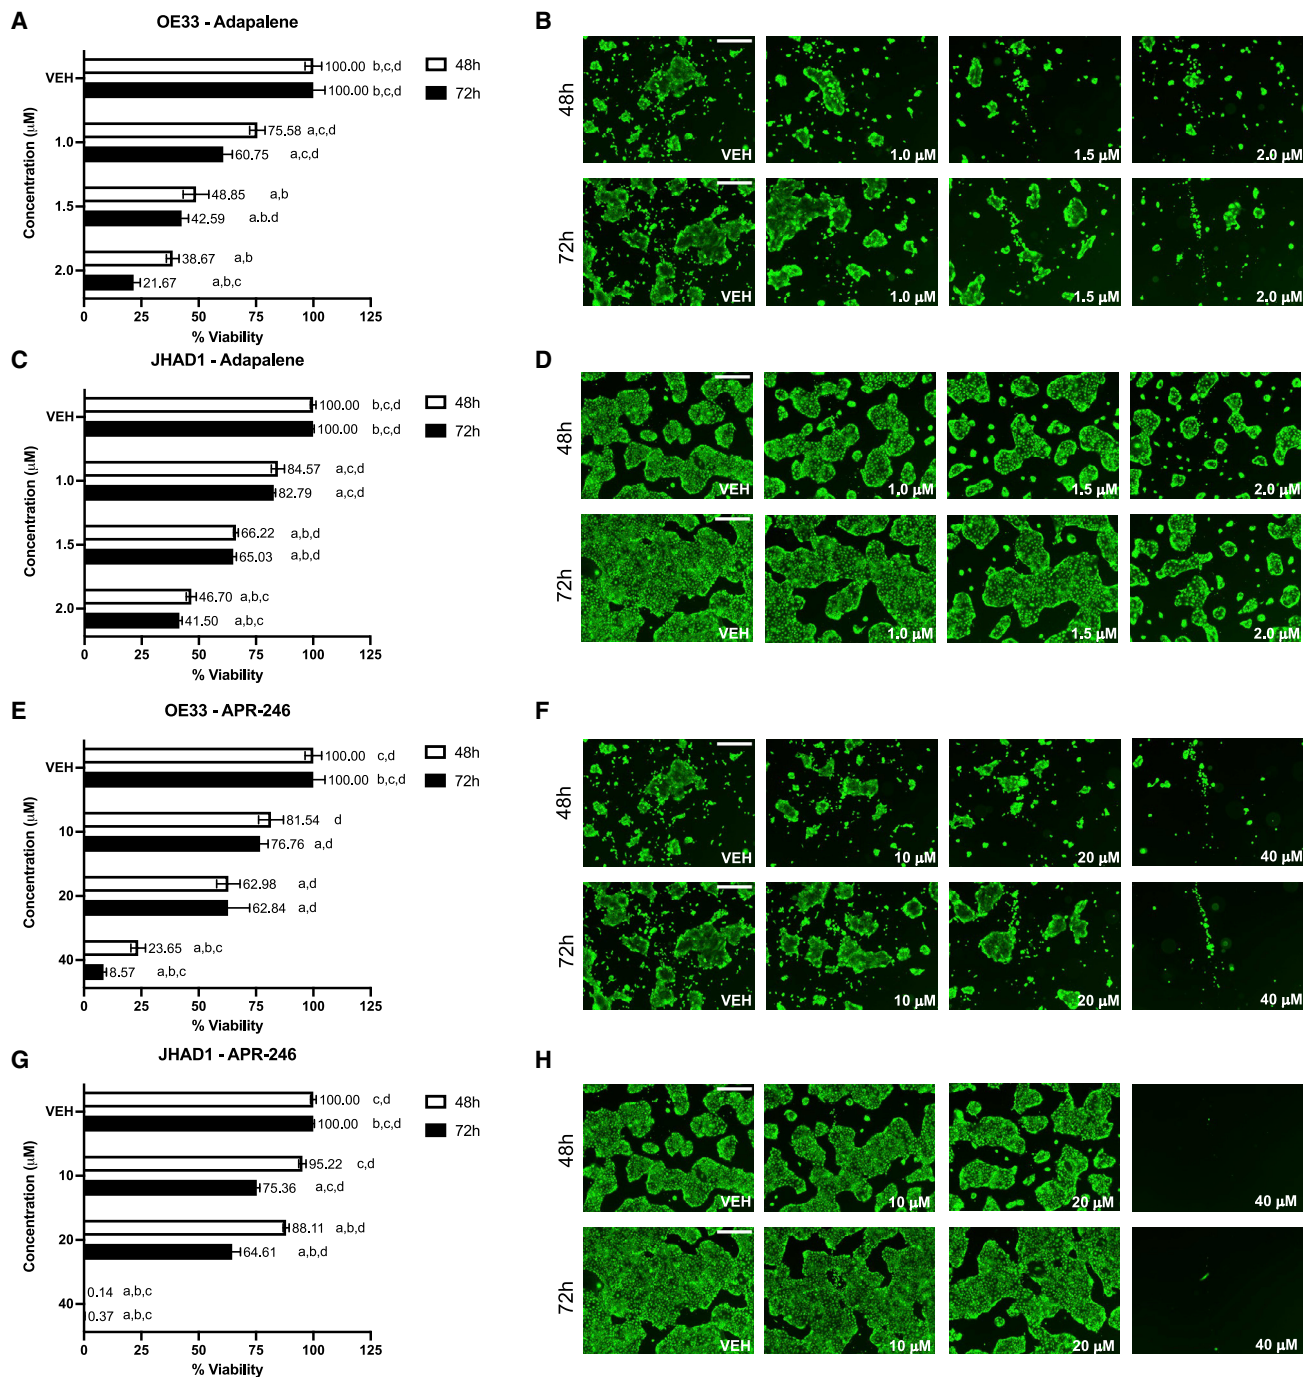 A
OE33 - Adapalene
Concentration (µM)
VEH
1.0
1.5
2.0
100.00 b,c,d
100.00 b,c,d
75.58 a,c,d
60.75 a,c,d
48.85 a,b
42.59 a.b.d
38.67 a,b
21.67 a,b,c
48h
72h
0 25 50 75 100 125
% Viability
B
48h
VEH 1.0 µM 1.5 µM 2.0 µM
72h
VEH 1.0 µM 1.5 µM 2.0 µM
C
JHAD1 - Adapalene
Concentration (µM)
VEH
1.0
1.5
2.0
100.00 b,c,d
100.00 b,c,d
84.57 a,c,d
82.79 a,c,d
66.22 a,b,d
65.03 a,b,d
46.70 a,b,c
41.50 a,b,c
48h
72h
0 25 50 75 100 125
% Viability
D
48h
VEH 1.0 µM 1.5 µM 2.0 µM
72h
VEH 1.0 µM 1.5 µM 2.0 µM
E
OE33 - APR-246
Concentration (µM)
VEH
10
20
40
100.00 c,d
100.00 b,c,d
81.54 d
76.76 a,d
62.98 a,d
62.84 a,d
23.65 a,b,c
8.57 a,b,c
48h
72h
0 25 50 75 100 125
% Viability
F
48h
VEH 10 µM 20 µM 40 µM
72h
VEH 10 µM 20 µM 40 µM
G
JHAD1 - APR-246
Concentration (µM)
VEH
10
20
40
100.00 c,d
100.00 b,c,d
95.22 c,d
75.36 a,c,d
88.11 a,b,d
64.61 a,b,d
0.14 a,b,c
0.37 a,b,c
48h
72h
0 25 50 75 100 125
% Viability
H
48h
VEH 10 µM 20 µM 40 µM
72h
VEH 10 µM 20 µM 40 µM